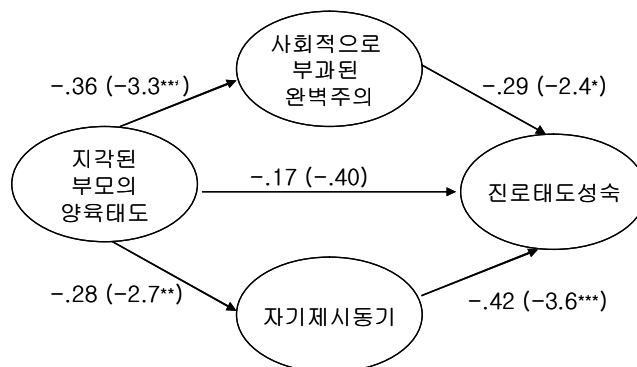 사회적으로
부과된
완벽주의
-.36 (-3.3***)
-.29 (-2.4*)
지각된
부모의
양육태도
-.17 (-.40)
진로태도성숙
-.28 (-2.7**)
자기제시동기
-.42 (-3.6***)